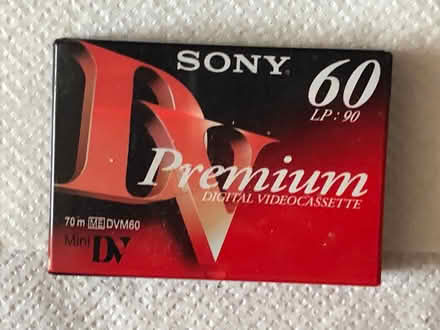 SONY
60
LP: 90
DV
Premium
DIGITAL VIDEOCASSETTE
70 m ME DVM60
Mini DV